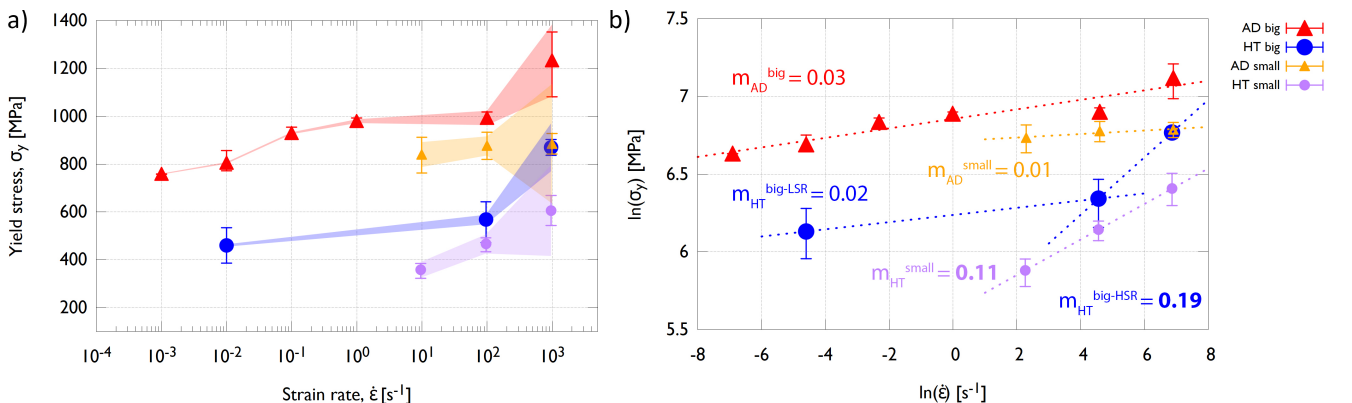 a)
Yield stress, σy [MPa]
1400
1200
1000
800
600
400
200
10-4
10-3
10-2
10-1
100
101
102
103
Strain rate, ε̇ [s-1]
b)
ln(σy) [MPa]
7.5
7
6.5
6
5.5
-8
-6
-4
-2
0
2
4
6
8
ln(ε̇) [s-1]
mADbig = 0.03
mADsmall = 0.01
mHTbig-LSR = 0.02
mHTsmall = 0.11
mHTbig-HSR = 0.19
AD big
HT big
AD small
HT small